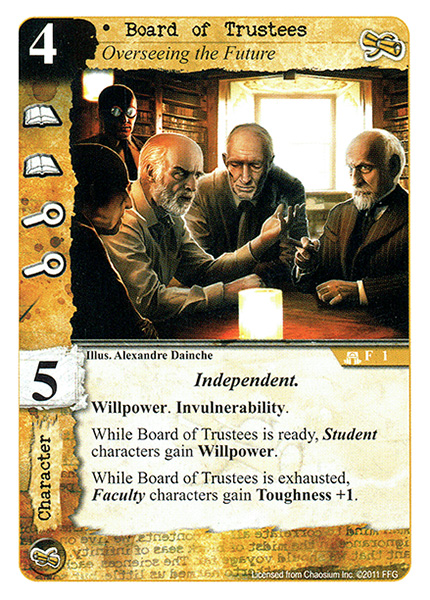 4
• Board of Trustees
Overseeing the Future
Illus. Alexandre Dainche
F 1
5
Independent.
Willpower. Invulnerability.
While Board of Trustees is ready, Student
characters gain Willpower.
While Board of Trustees is exhausted,
Faculty characters gain Toughness +1.
Character
Licensed from Chaosium Inc. ©2011 FFG